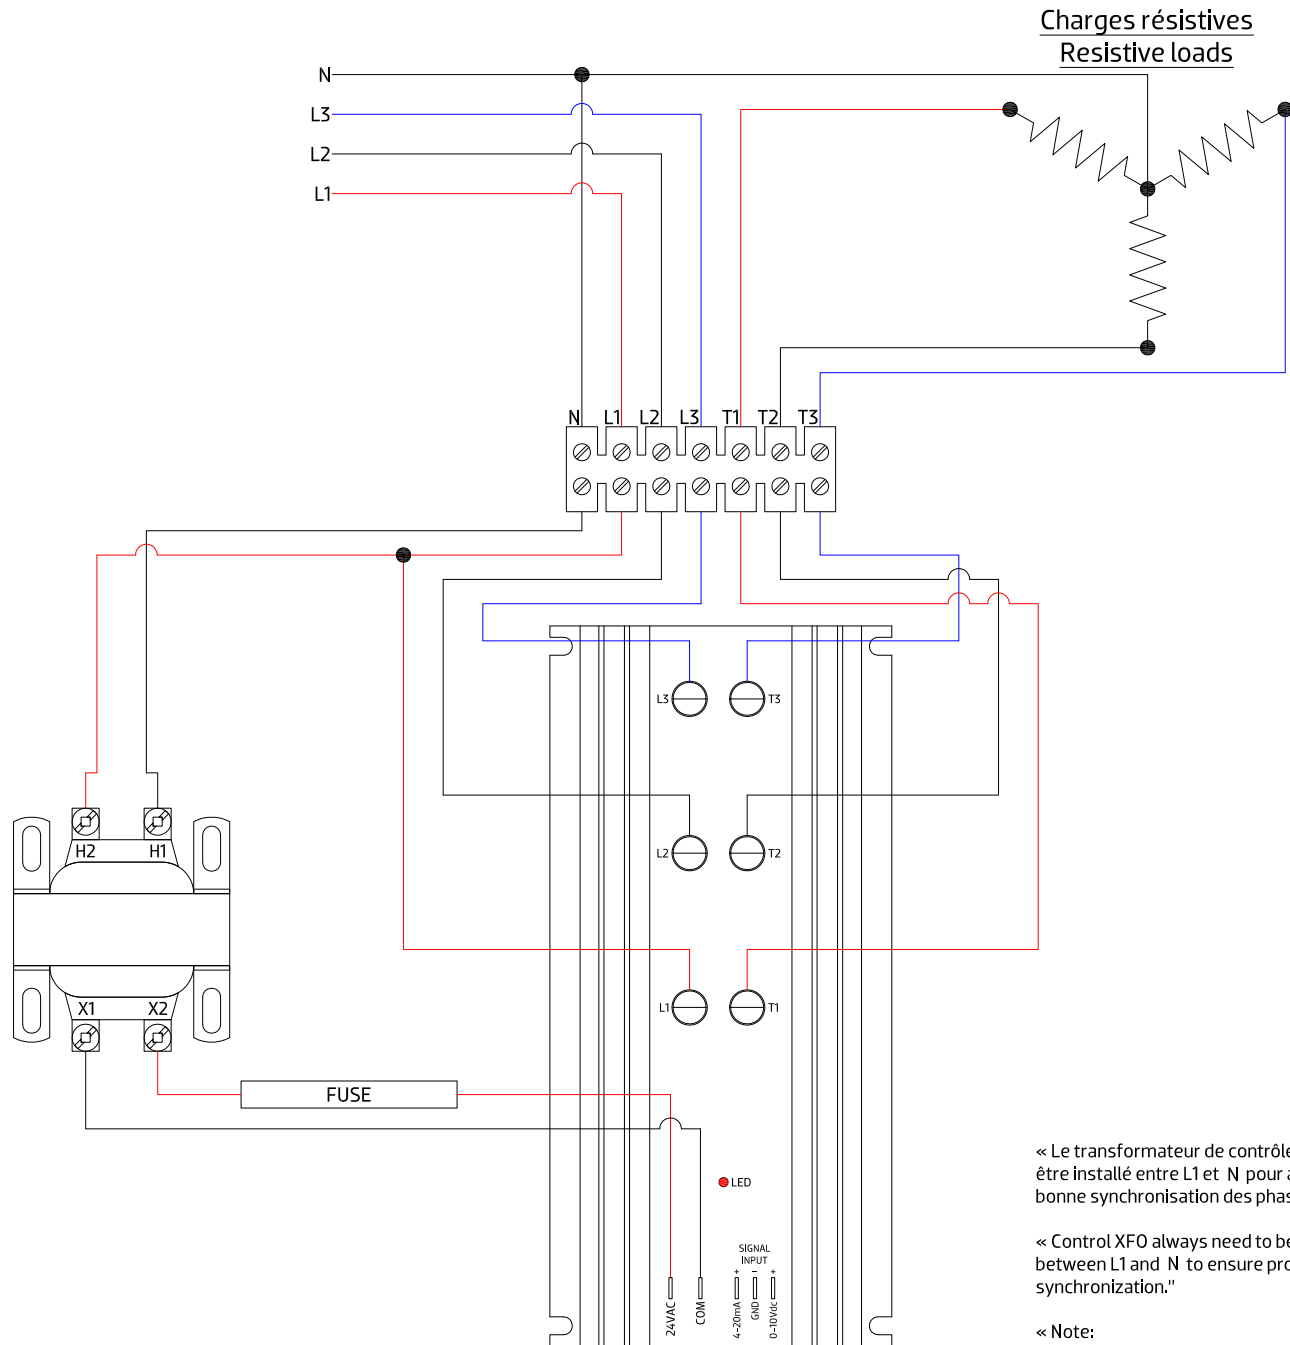 Charges résistives
Resistive loads
N
L3
L2
L1
N L1 L2 L3 T1 T2 T3
L3 T3
L2 T2
H2 H1
L1 T1
X1 X2
FUSE
LED
SIGNAL
INPUT
+ - +
24VAC
COM
4-20mA
GND
0-10Vdc
« Le transformateur de contrôle
être installé entre L1 et N pour a
bonne synchronisation des phas
« Control XFO always need to be
between L1 and N to ensure pro
synchronization."
« Note: